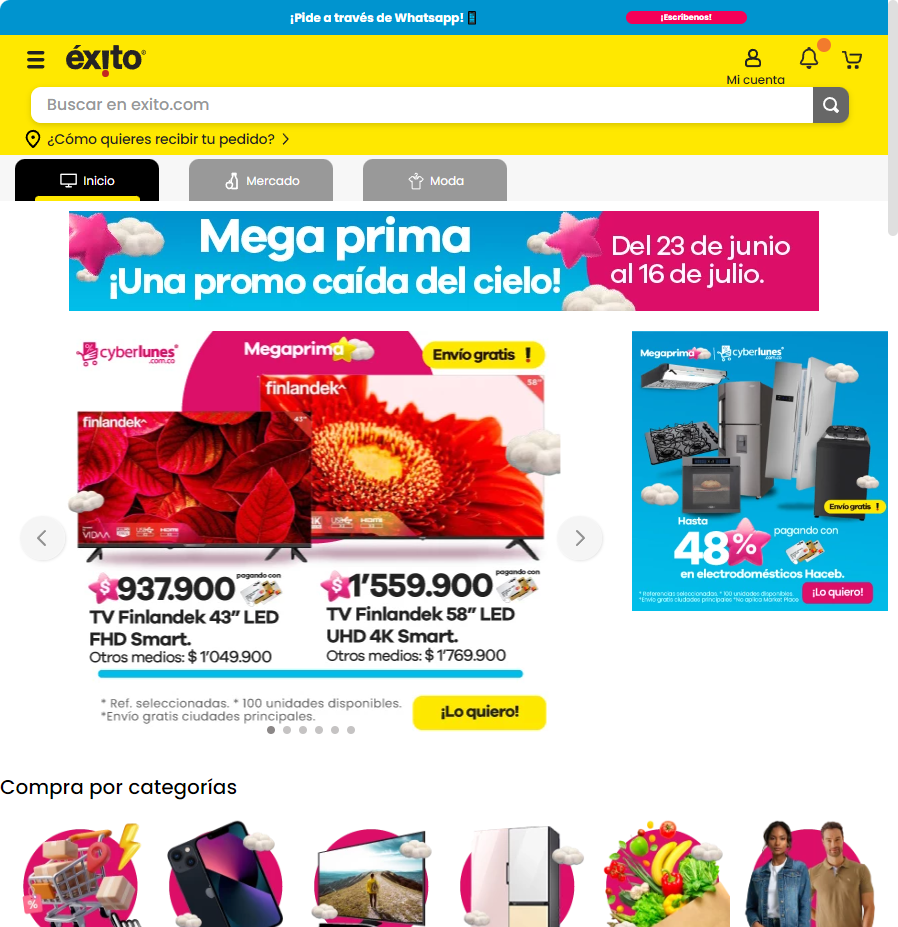 ¡Pide a través de Whatsapp!
¡Escríbenos!
éxito
Mi cuenta
Buscar en exito.com
¿Cómo quieres recibir tu pedido?
Inicio
Mercado
Moda
Mega prima
¡Una promo caída del cielo!
Del 23 de junio
al 16 de julio.
cyberlunes
.com.co
Megaprima
Envío gratis !
finlandek
58"
finlandek
43"
VIDAA
$937.900
pagando con
TV Finlandek 43” LED
FHD Smart.
Otros medios: $ 1’049.900
$1’559.900
pagando con
TV Finlandek 58” LED
UHD 4K Smart.
Otros medios: $ 1’769.900
* Ref. seleccionadas. * 100 unidades disponibles.
*Envío gratis ciudades principales.
¡Lo quiero!
Megaprima
cyberlunes
.com.co
Envío gratis !
Hasta
48%
pagando con
en electrodomésticos Haceb.
* Referencias seleccionadas. * 100 unidades disponibles.
*Envío gratis ciudades principales *No aplica Market Place
¡Lo quiero!
Compra por categorías
%